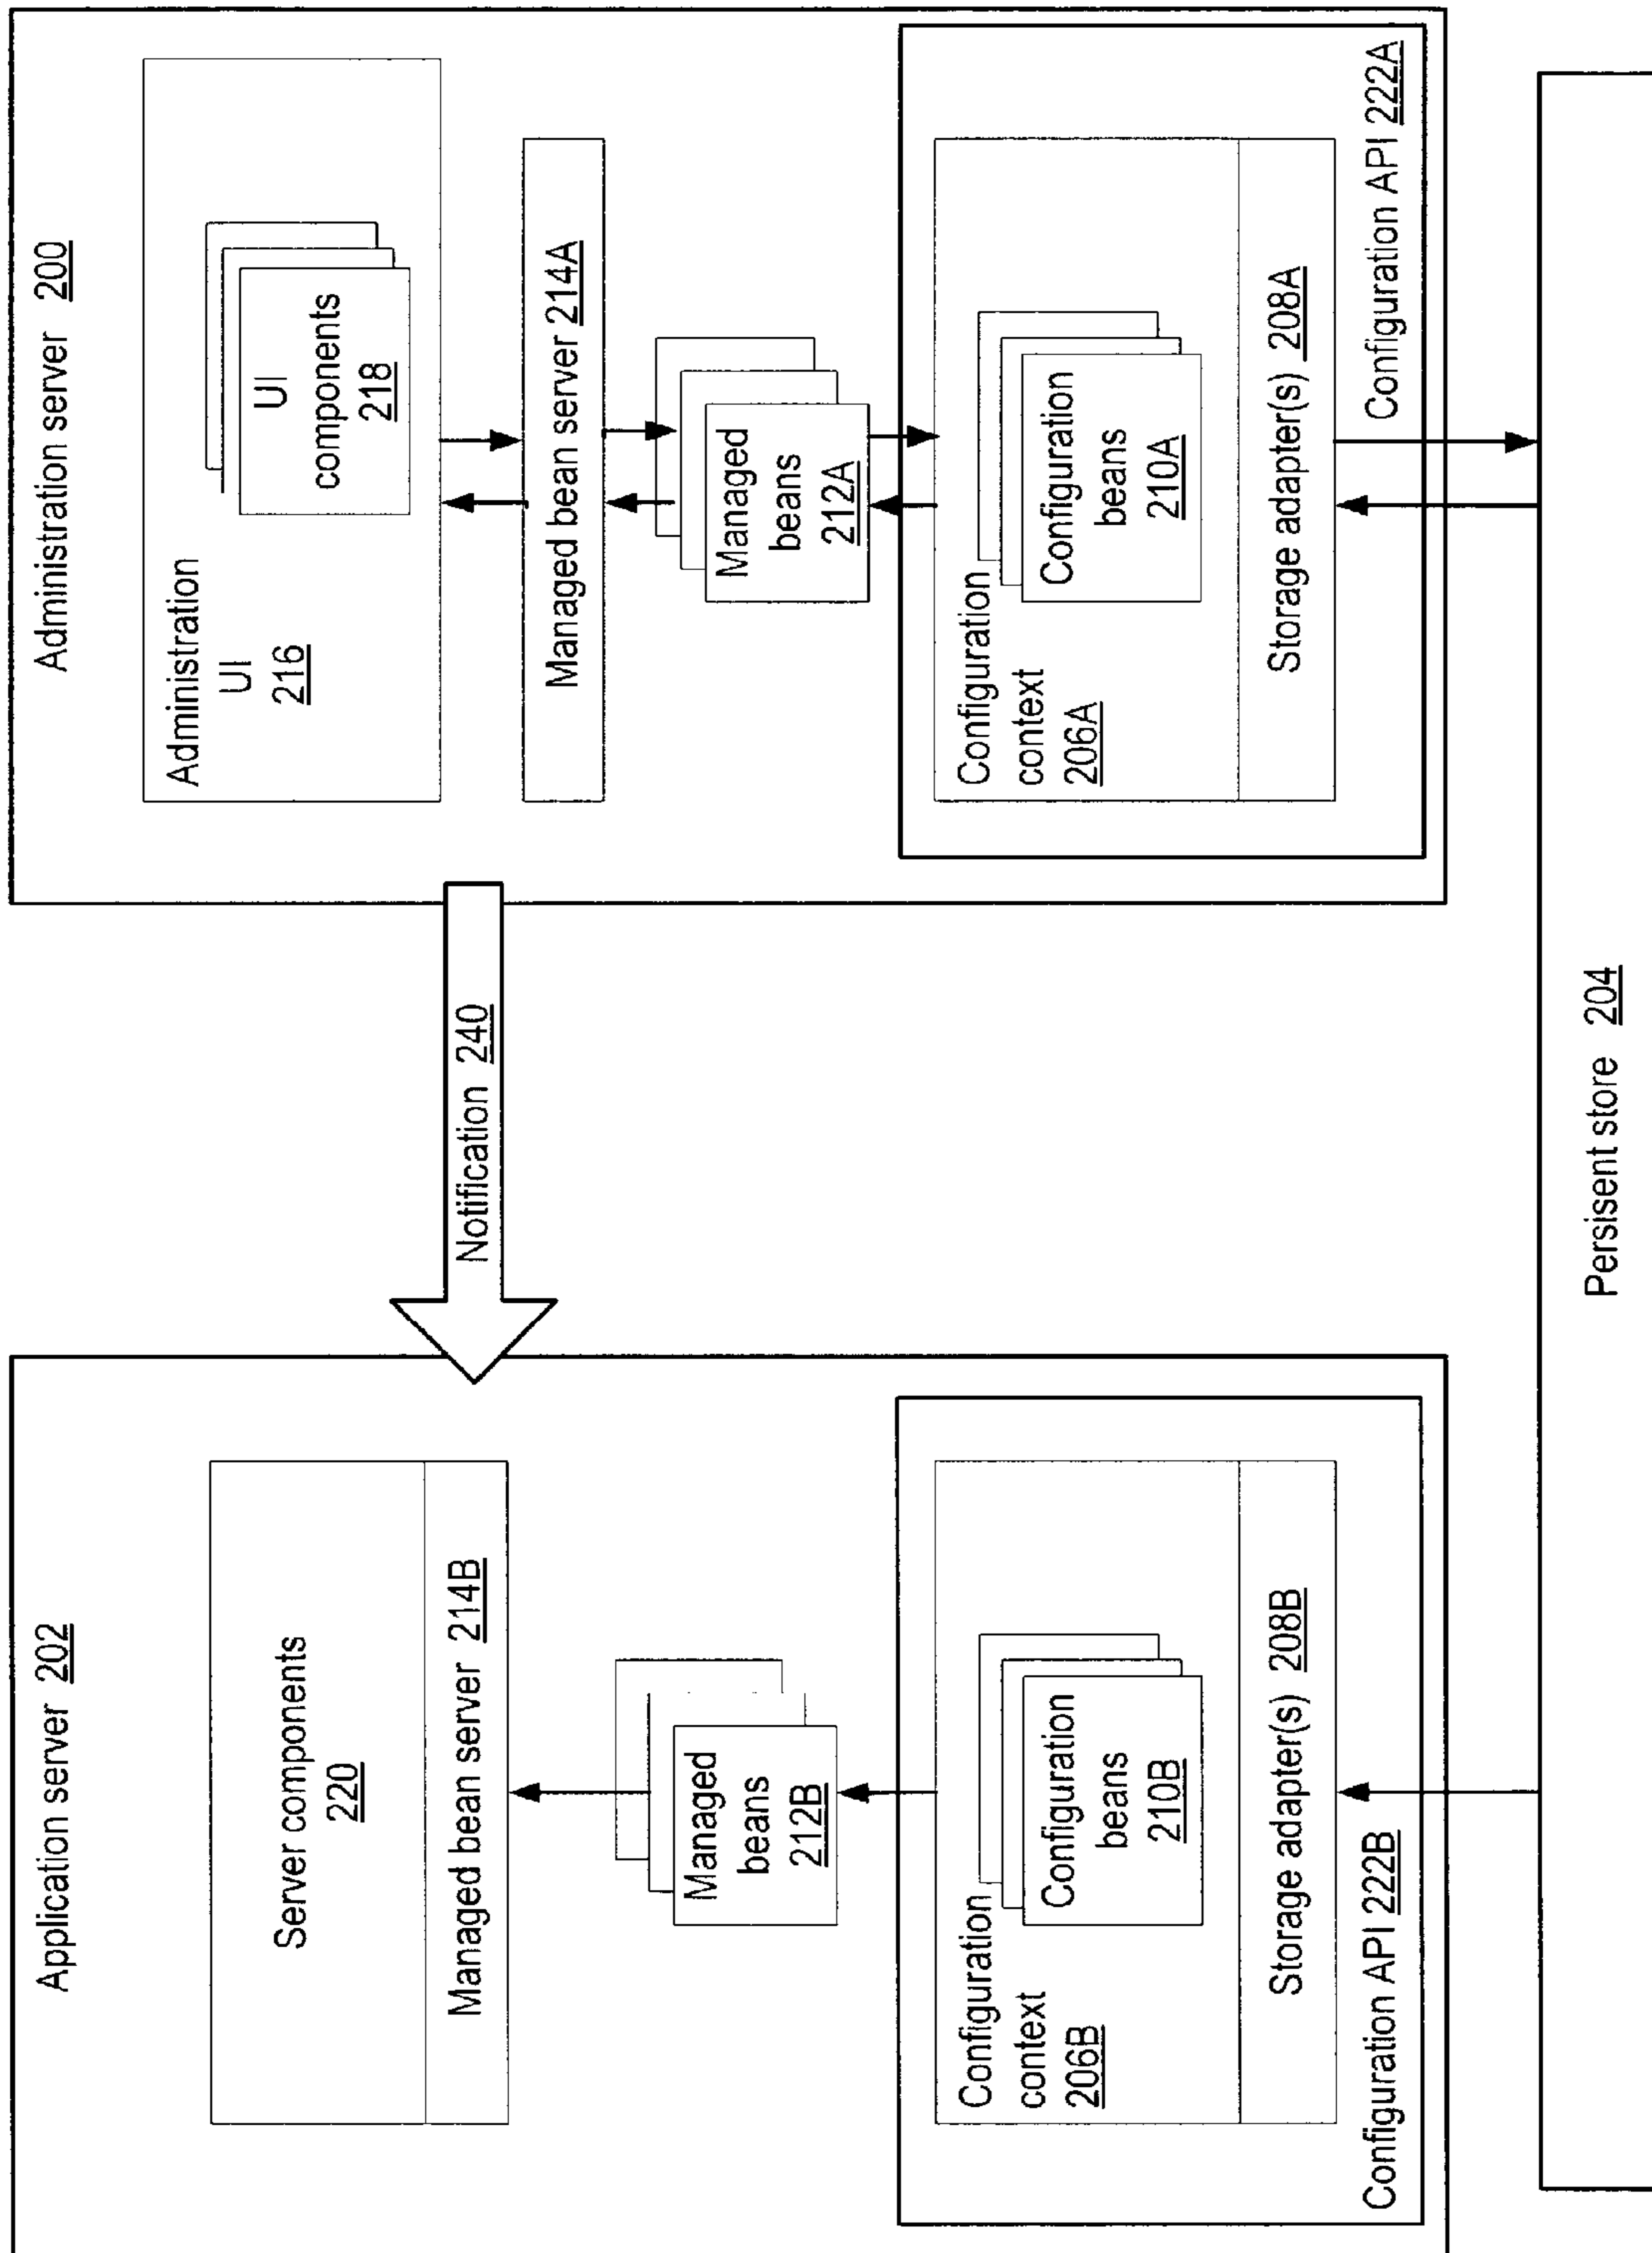 Application server 202
Server components
220
Managed bean server 214B
Managed
beans
212B
Configuration
context
206B
Configuration
beans
210B
Storage adapter(s) 208B
Configuration API 222B
Notification 240
Administration server 200
Administration
UI
216
UI
components
218
Managed bean server 214A
Managed
beans
212A
Configuration
context
206A
Configuration
beans
210A
Storage adapter(s) 208A
Configuration API 222A
Persisent store 204